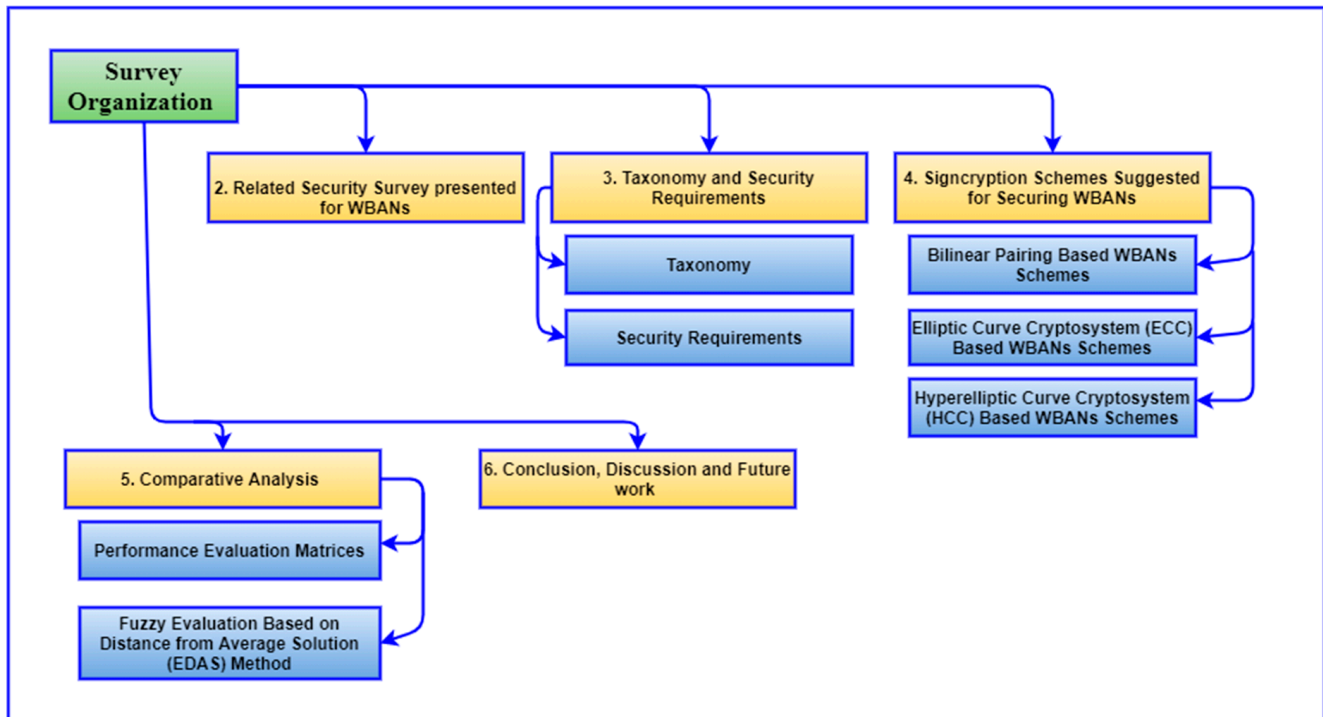 Survey
Organization
2. Related Security Survey presented
for WBANs
3. Taxonomy and Security
Requirements
Taxonomy
Security Requirements
4. Signcryption Schemes Suggested
for Securing WBANs
Bilinear Pairing Based WBANs
Schemes
Elliptic Curve Cryptosystem (ECC)
Based WBANs Schemes
Hyperelliptic Curve Cryptosystem
(HCC) Based WBANs Schemes
5. Comparative Analysis
Performance Evaluation Matrices
Fuzzy Evaluation Based on
Distance from Average Solution
(EDAS) Method
6. Conclusion, Discussion and Future
work